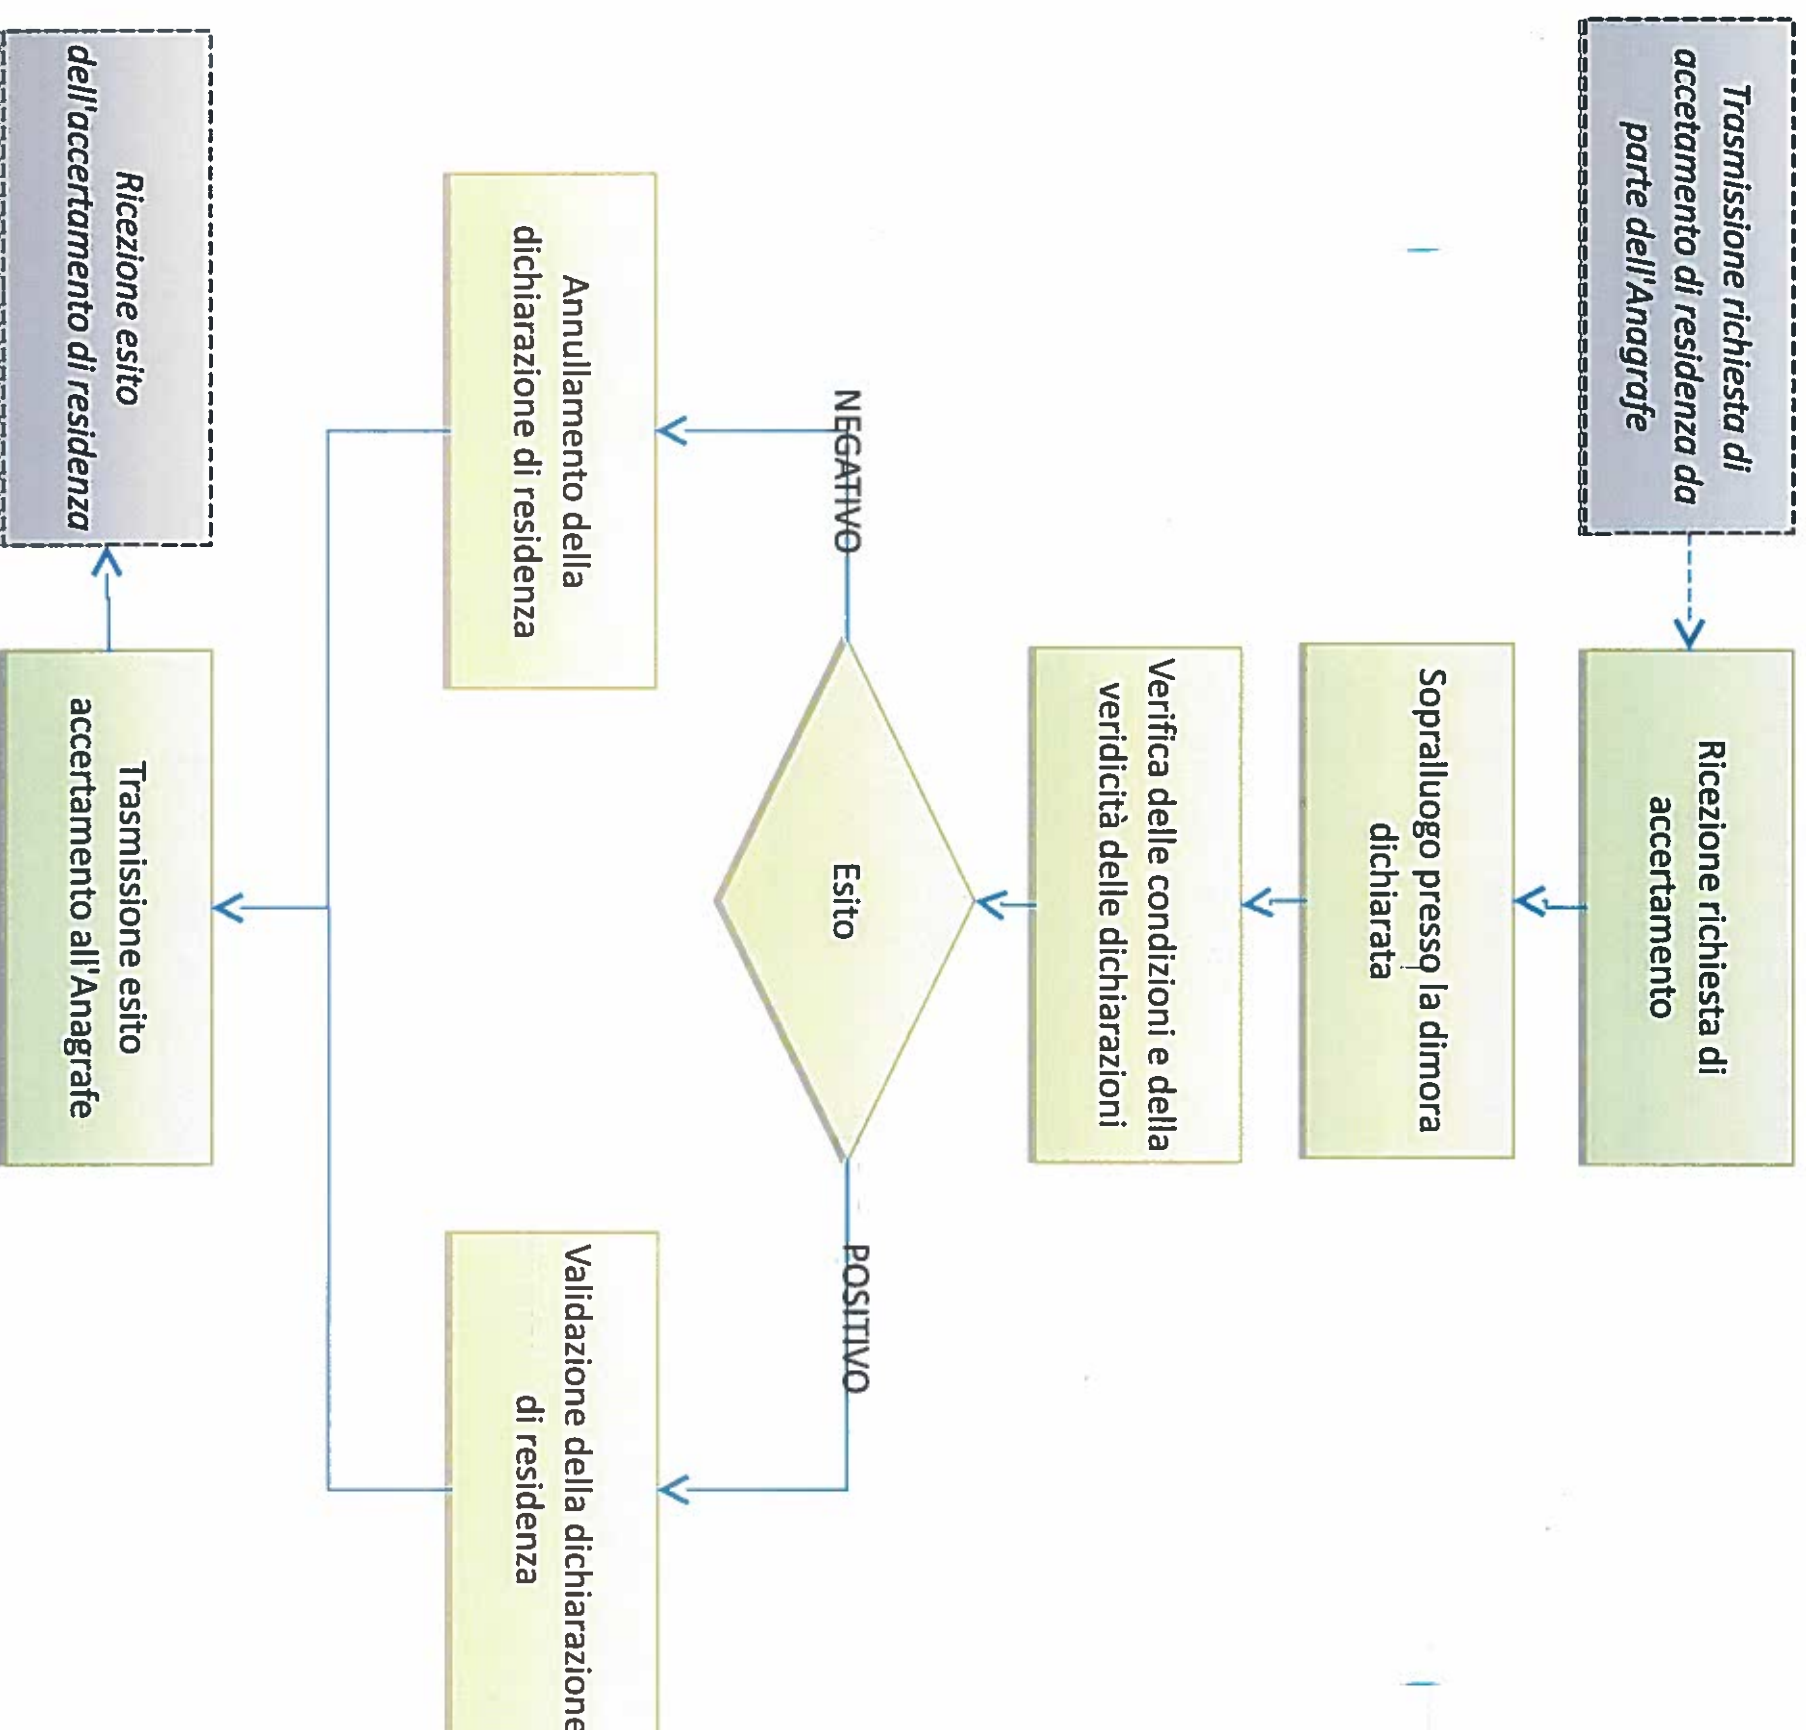 Trasmissione richiesta di
accetamento di residenza da
parte dell'Anagrafe
Ricezione richiesta di
accertamento
Sopralluogo presso la dimora
dichiarata
Verifica delle condizioni e della
veridicità delle dichiarazioni
Esito
NEGATIVO
POSITIVO
Annullamento della
dichiarazione di residenza
Validazione della dichiarazione
di residenza
Ricezione esito
dell'accertamento di residenza
Trasmissione esito
accertamento all'Anagrafe